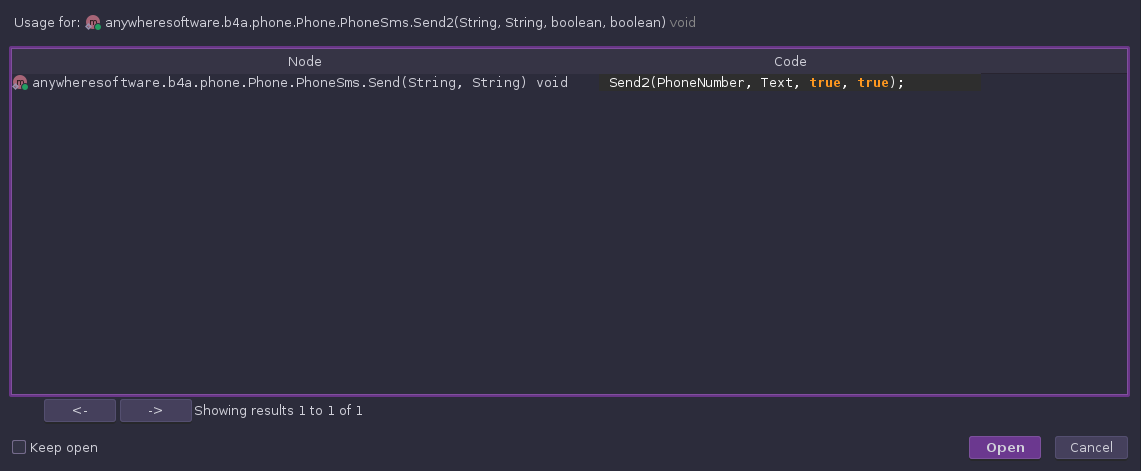 Usage for: m anywheresoftware.b4a.phone.Phone.PhoneSms.Send2(String, String, boolean, boolean) void
Node Code
m anywheresoftware.b4a.phone.Phone.PhoneSms.Send(String, String) void Send2(PhoneNumber, Text, true, true);
<- -> Showing results 1 to 1 of 1
Keep open Open Cancel